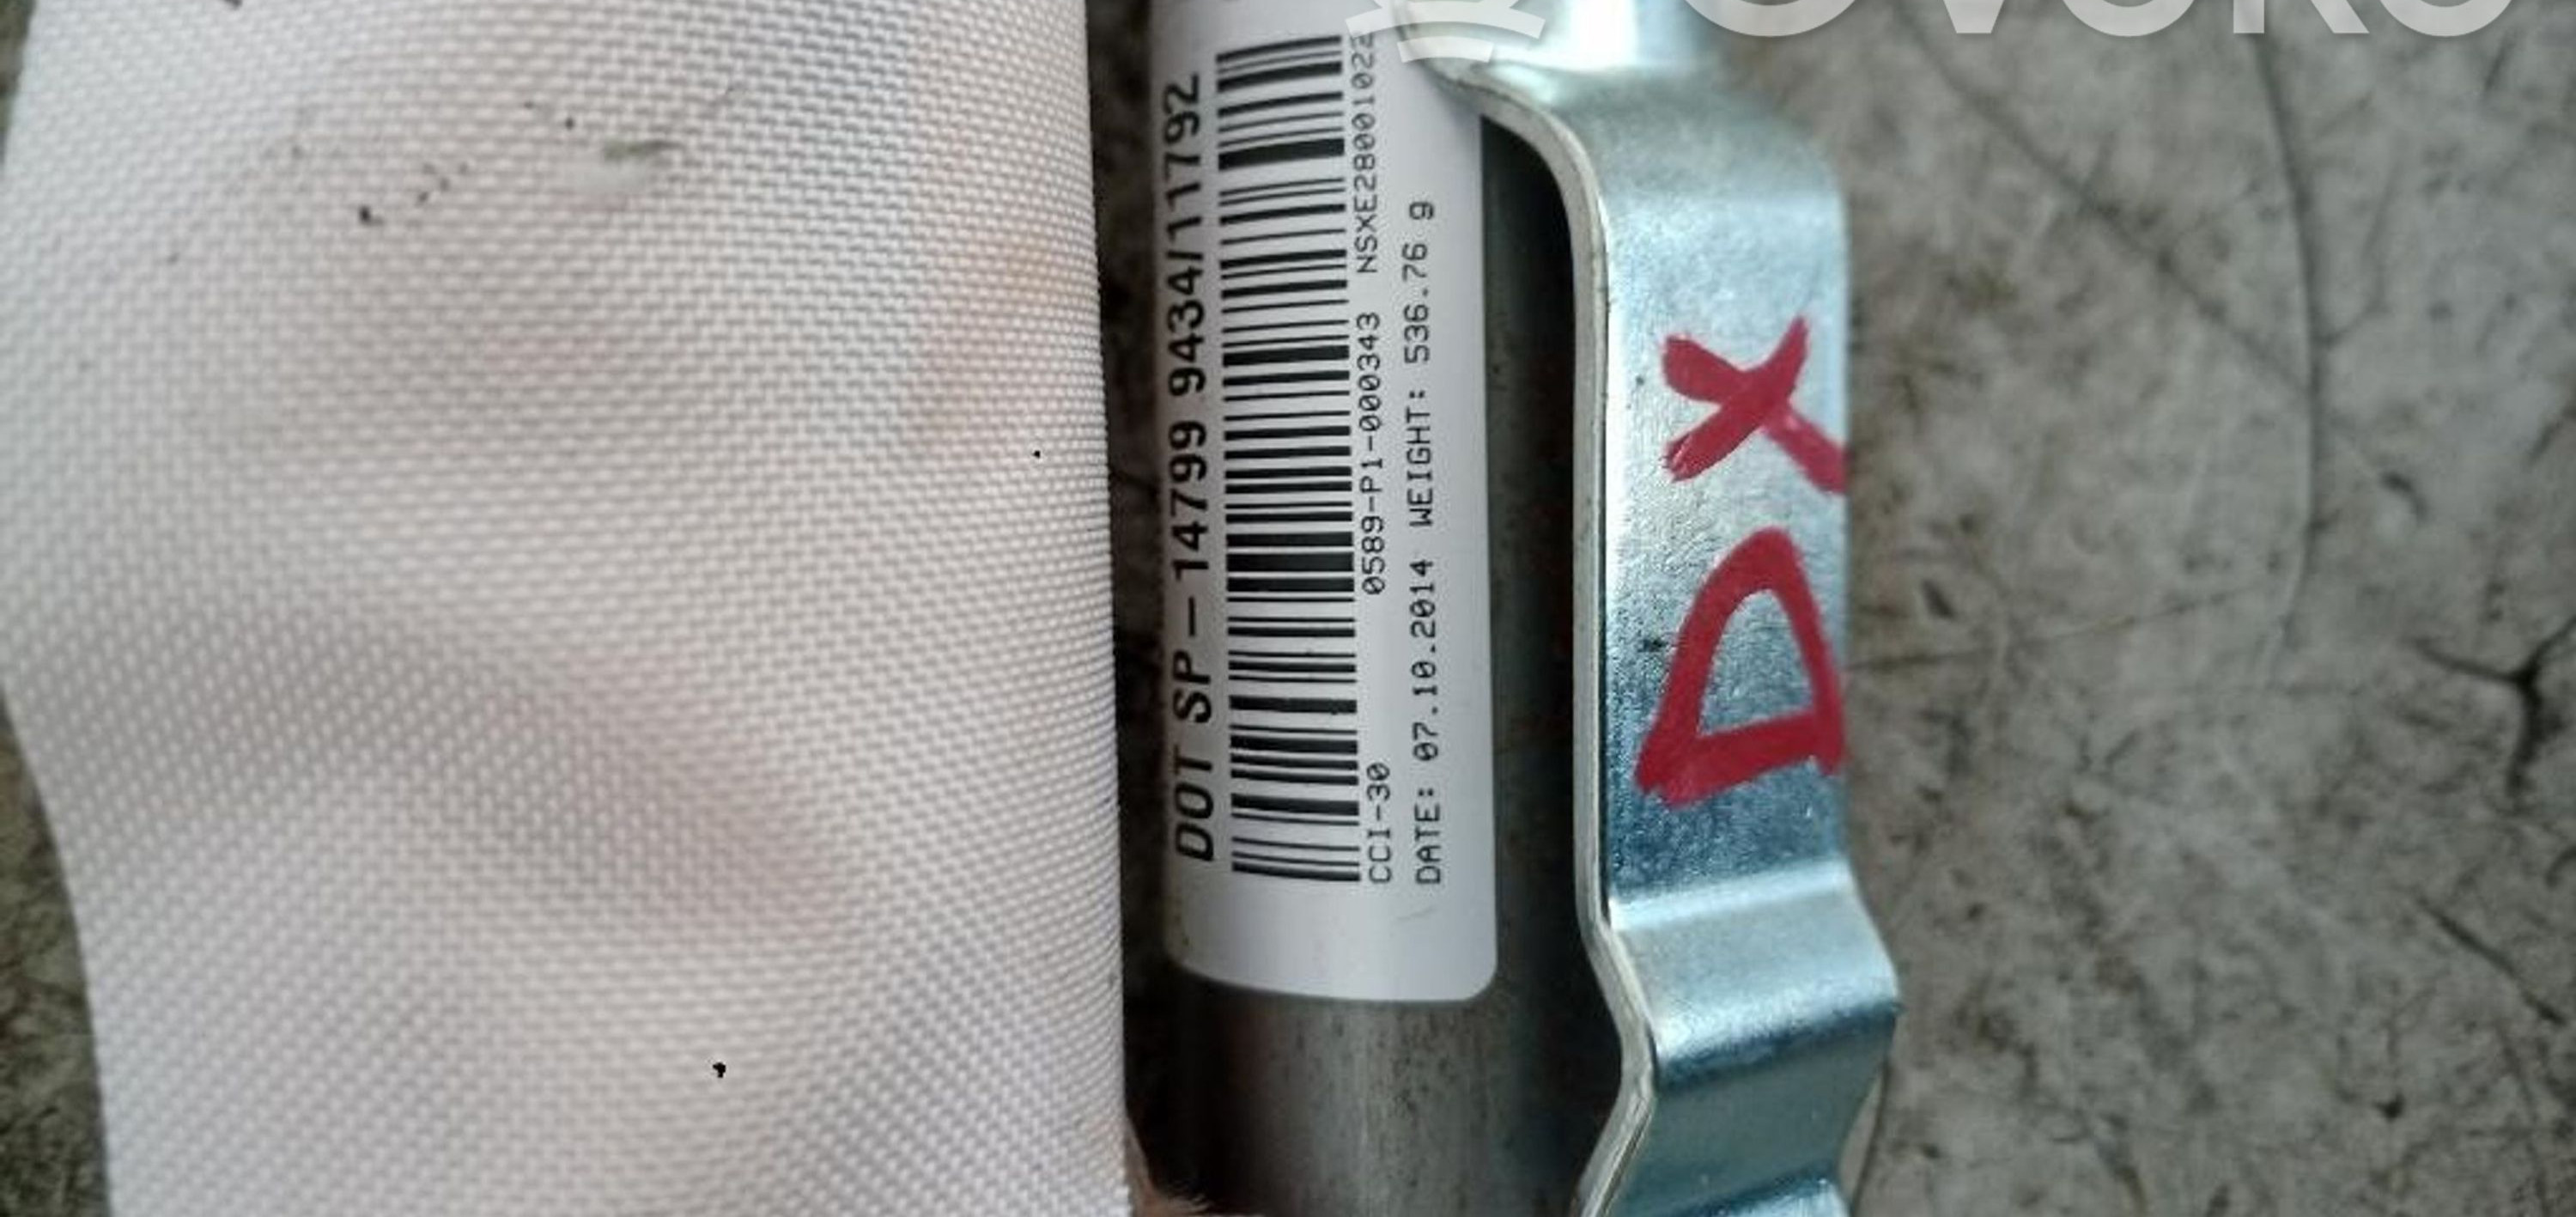 DOT SP-14799 9434/11792
0589-P1-000343 NSXE28001022
CCI-30
DATE: 07.10.2014 WEIGHT: 536.76 g
DX